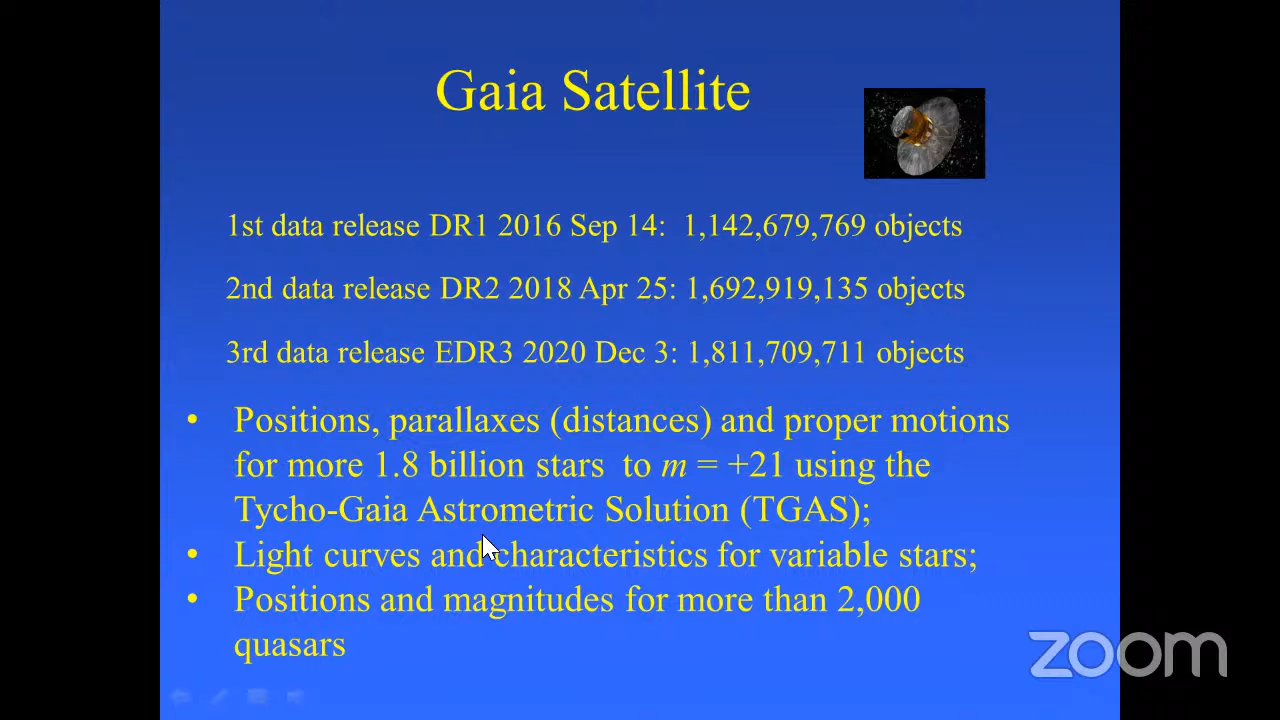 Gaia Satellite
1st data release DR1 2016 Sep 14:  1,142,679,769 objects
2nd data release DR2 2018 Apr 25: 1,692,919,135 objects
3rd data release EDR3 2020 Dec 3: 1,811,709,711 objects
• Positions, parallaxes (distances) and proper motions
for more 1.8 billion stars  to m = +21 using the
Tycho-Gaia Astrometric Solution (TGAS);
• Light curves and characteristics for variable stars;
• Positions and magnitudes for more than 2,000
quasars
zoom